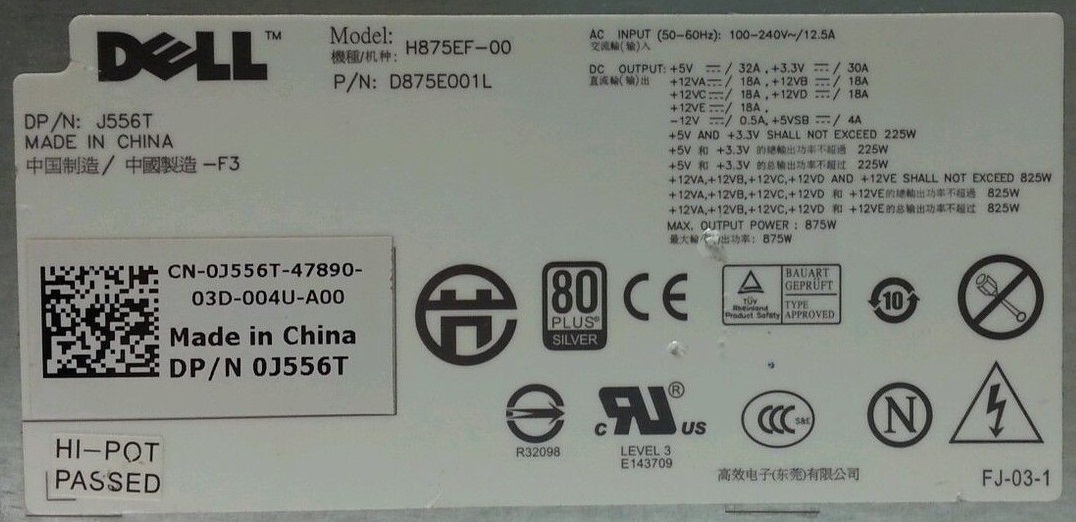 DELL™
Model: H875EF-00
機種/机种:
P/N: D875E001L
DP/N: J556T
MADE IN CHINA
中国制造/ 中國製造 -F3
AC INPUT (50-60Hz): 100-240V~/12.5A
交流輸(输)入
DC OUTPUT: +5V ⎓/ 32A ,+3.3V ⎓/ 30A
直流輸(输)出 +12VA⎓/ 18A ,+12VB ⎓/ 18A
+12VC⎓/ 18A ,+12VD ⎓/ 18A
+12VE ⎓/ 18A ,
-12V ⎓/ 0.5A, +5VSB ⎓/ 4A
+5V AND +3.3V SHALL NOT EXCEED 225W
+5V 和 +3.3V 的總輸出功率不超過 225W
+5V 和 +3.3V 的总输出功率不超过 225W
+12VA,+12VB,+12VC,+12VD AND +12VE SHALL NOT EXCEED 825W
+12VA,+12VB,+12VC,+12VD 和 +12VE的總輸出功率不超過 825W
+12VA,+12VB,+12VC,+12VD 和 +12VE的总输出功率不超过 825W
MAX. OUTPUT POWER : 875W
最大輸/出功率: 875W
CN-0J556T-47890-
03D-004U-A00
Made in China
DP/N 0J556T
80
PLUS®
SILVER
CE
TÜV
Rheinland
Product Safety
BAUART
GEPRÜFT
TYPE
APPROVED
10
R32098
c RU US ®
LEVEL 3
E143709
CCC S&E
N
高效电子(东莞)有限公司
HI-POT
PASSED
FJ-03-1